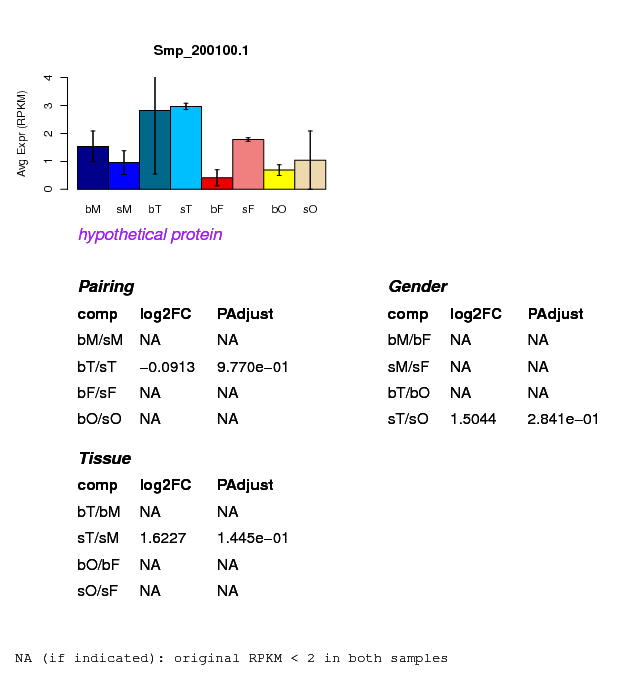 Smp_200100.1
Avg Expr (RPKM)
4
3
2
1
0
bM sM bT sT bF sF bO sO
hypothetical protein
Pairing
comp log2FC PAdjust
bM/sM NA NA
bT/sT −0.0913 9.770e−01
bF/sF NA NA
bO/sO NA NA
Gender
comp log2FC PAdjust
bM/bF NA NA
sM/sF NA NA
bT/bO NA NA
sT/sO 1.5044 2.841e−01
Tissue
comp log2FC PAdjust
bT/bM NA NA
sT/sM 1.6227 1.445e−01
bO/bF NA NA
sO/sF NA NA
NA (if indicated): original RPKM < 2 in both samples